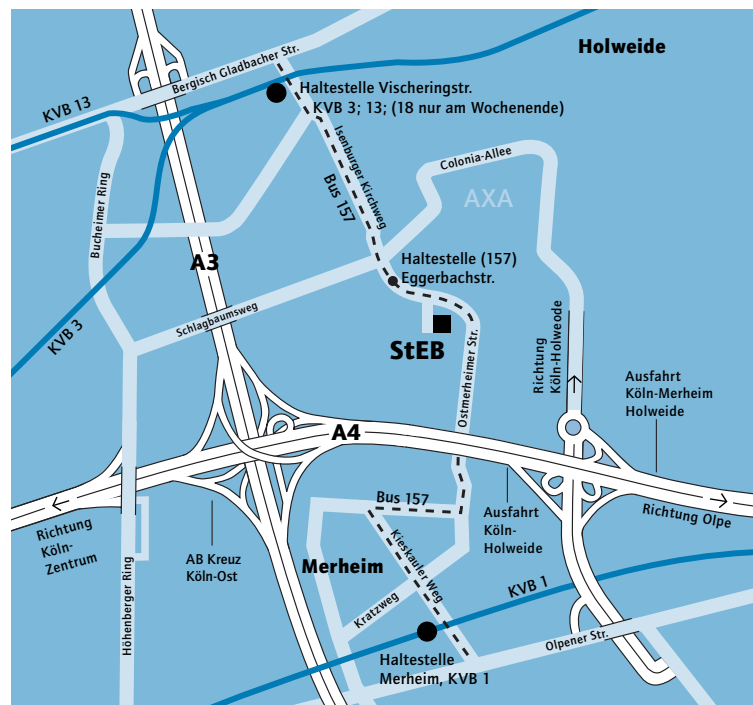 Holweide
Bergisch Gladbacher Str.
KVB 13
Haltestelle Vischeringstr.
KVB 3; 13; (18 nur am Wochenende)
Isenburger Kirchweg
Bus 157
Colonia-Allee
AXA
Bucheimer Ring
A3
Haltestelle (157)
Eggerbachstr.
Schlagbaumsweg
KVB 3
StEB
Ostmerheimer Str.
Richtung
Köln-Holweode
Ausfahrt
Köln-Merheim
Holweide
A4
Richtung
Köln-
Zentrum
AB Kreuz
Köln-Ost
Bus 157
Ausfahrt
Köln-
Holweide
Richtung Olpe
Höhenberger Ring
Merheim
Kieskauler Weg
Kratzweg
KVB 1
Olpener Str.
Haltestelle
Merheim, KVB 1